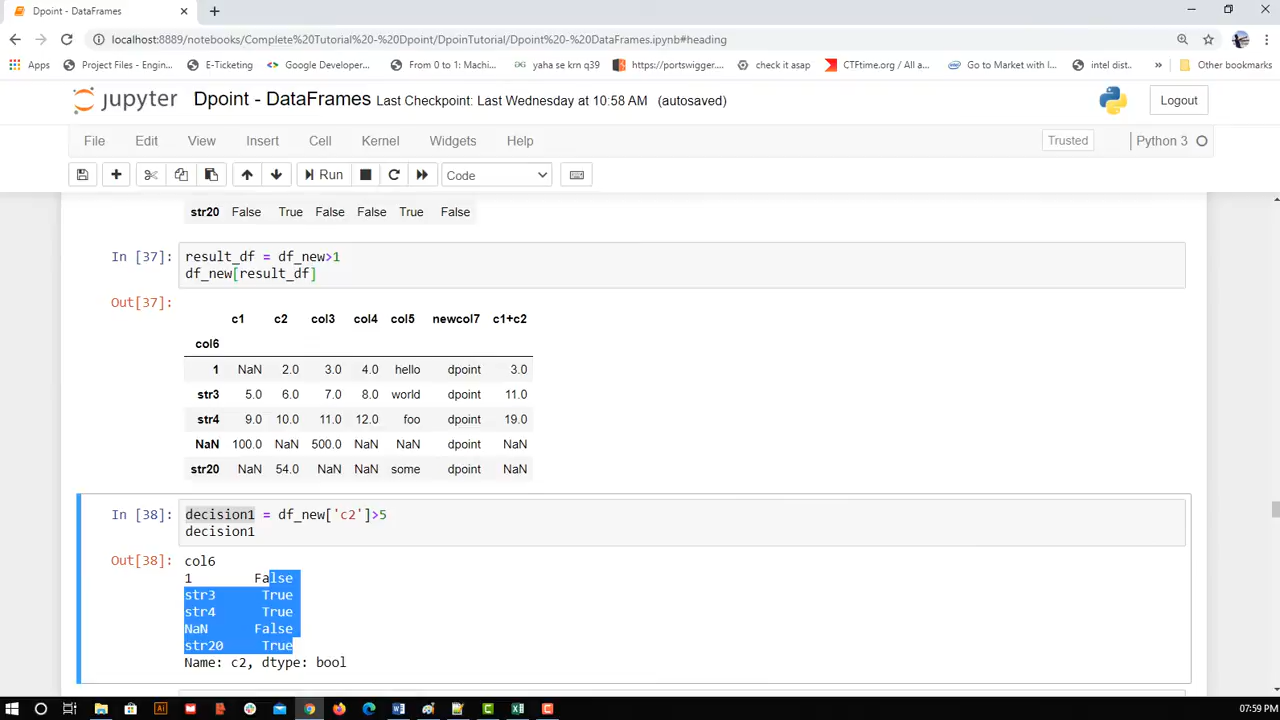 Dpoint - DataFrames
localhost:8889/notebooks/Complete%20Tutorial%20-%20Dpoint/DpoinTutorial/Dpoint%20-%20DataFrames.ipynb#heading
Apps Project Files - Engin... E-Ticketing Google Developer... From 0 to 1: Machi... yaha se krn q39 https://portswigger.... check it asap CTFtime.org / All a... Go to Market with I... intel dist... » Other bookmarks
jupyter Dpoint - DataFrames Last Checkpoint: Last Wednesday at 10:58 AM (autosaved) Logout
File Edit View Insert Cell Kernel Widgets Help Trusted Python 3
Run Code
str20 False True False False True False
In [37]: result_df = df_new>1
df_new[result_df]
Out[37]:
c1 c2 col3 col4 col5 newcol7 c1+c2
col6
1 NaN 2.0 3.0 4.0 hello dpoint 3.0
str3 5.0 6.0 7.0 8.0 world dpoint 11.0
str4 9.0 10.0 11.0 12.0 foo dpoint 19.0
NaN 100.0 NaN 500.0 NaN NaN dpoint NaN
str20 NaN 54.0 NaN NaN some dpoint NaN
In [38]: decision1 = df_new['c2']>5
decision1
Out[38]: col6
1 False
str3 True
str4 True
NaN False
str20 True
Name: c2, dtype: bool
07:59 PM